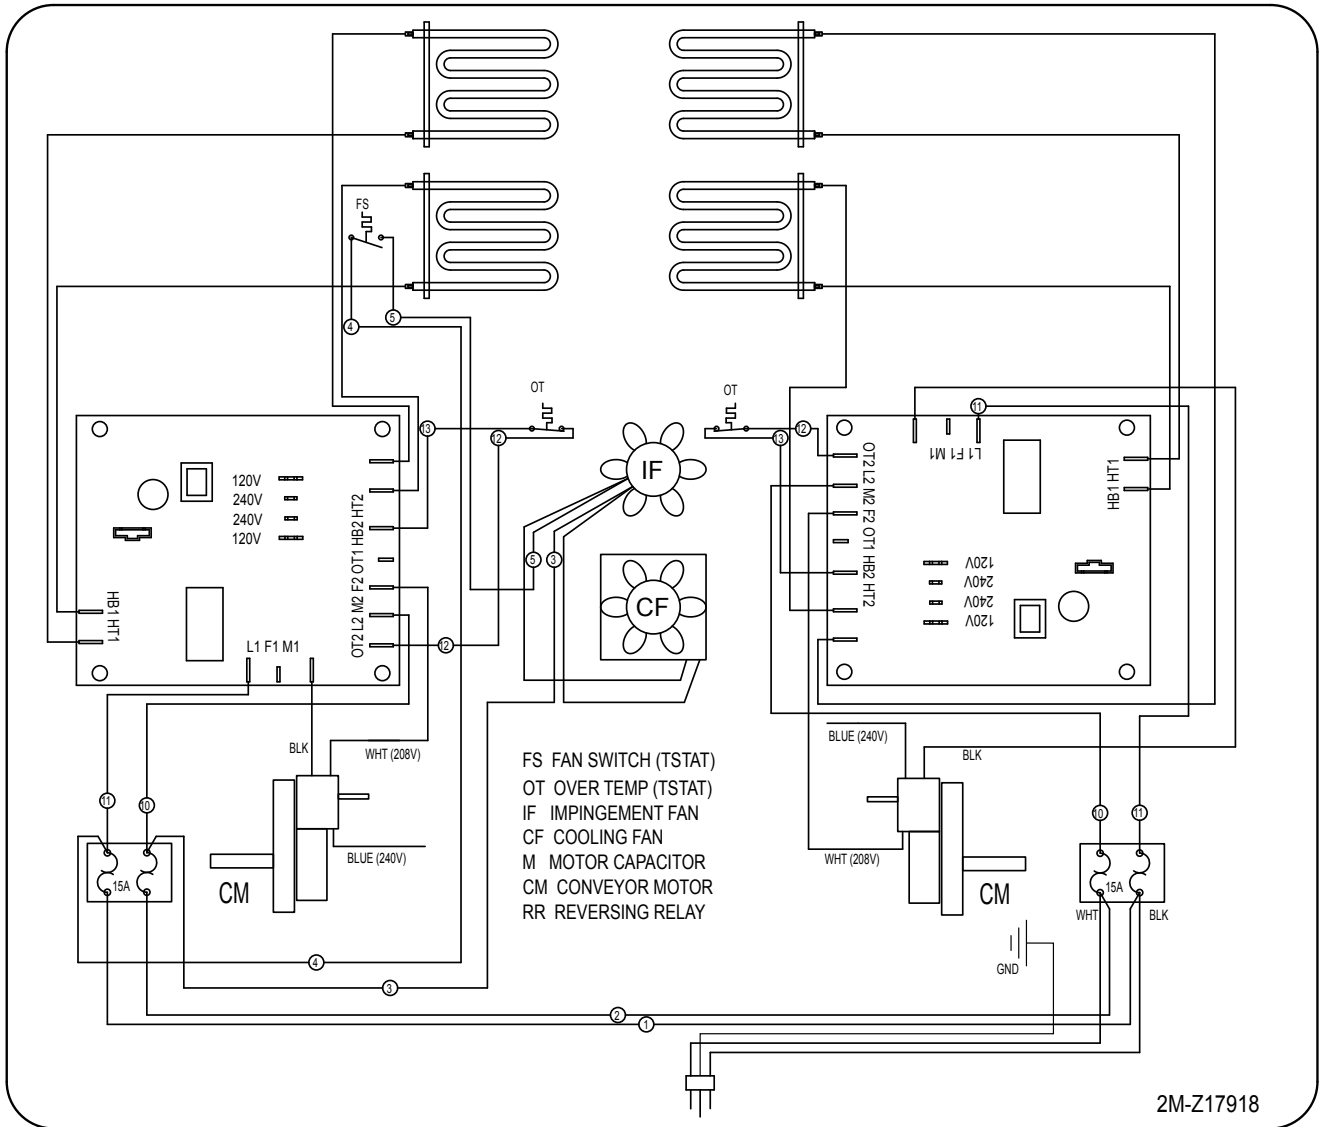 FS
4
5
OT
OT
13
12
13
12
11
IF
CF
5
3
120V
240V
240V
120V
HB1 HT1
L1 F1 M1
OT2 L2 M2 F2 OT1 HB2 HT2
12
L1 F1 M1
OT2 L2 M2 F2 OT1 HB2 HT2
HB1 HT1
120V
240V
240V
120V
BLK
WHT (208V)
BLUE (240V)
11
10
15A
CM
FS FAN SWITCH (TSTAT)
OT OVER TEMP (TSTAT)
IF IMPINGEMENT FAN
CF COOLING FAN
M MOTOR CAPACITOR
CM CONVEYOR MOTOR
RR REVERSING RELAY
BLUE (240V)
BLK
WHT (208V)
CM
10
11
15A
WHT
BLK
GND
4
3
2
1
2M-Z17918